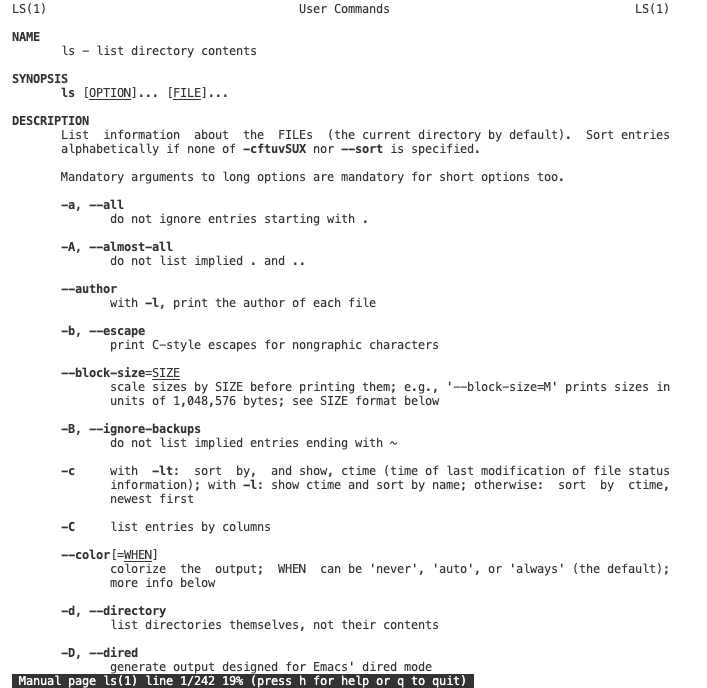 LS(1) User Commands LS(1)
NAME
ls – list directory contents
SYNOPSIS
ls [OPTION]... [FILE]...
DESCRIPTION
List information about the FILEs (the current directory by default). Sort entries
alphabetically if none of -cftuvSUX nor --sort is specified.
Mandatory arguments to long options are mandatory for short options too.
-a, --all
do not ignore entries starting with .
-A, --almost-all
do not list implied . and ..
--author
with -l, print the author of each file
-b, --escape
print C-style escapes for nongraphic characters
--block-size=SIZE
scale sizes by SIZE before printing them; e.g., '--block-size=M' prints sizes in
units of 1,048,576 bytes; see SIZE format below
-B, --ignore-backups
do not list implied entries ending with ~
-c with -lt: sort by, and show, ctime (time of last modification of file status
information); with -l: show ctime and sort by name; otherwise: sort by ctime,
newest first
-C list entries by columns
--color[=WHEN]
colorize the output; WHEN can be 'never', 'auto', or 'always' (the default);
more info below
-d, --directory
list directories themselves, not their contents
-D, --dired
generate output designed for Emacs' dired mode
Manual page ls(1) line 1/242 19% (press h for help or q to quit)